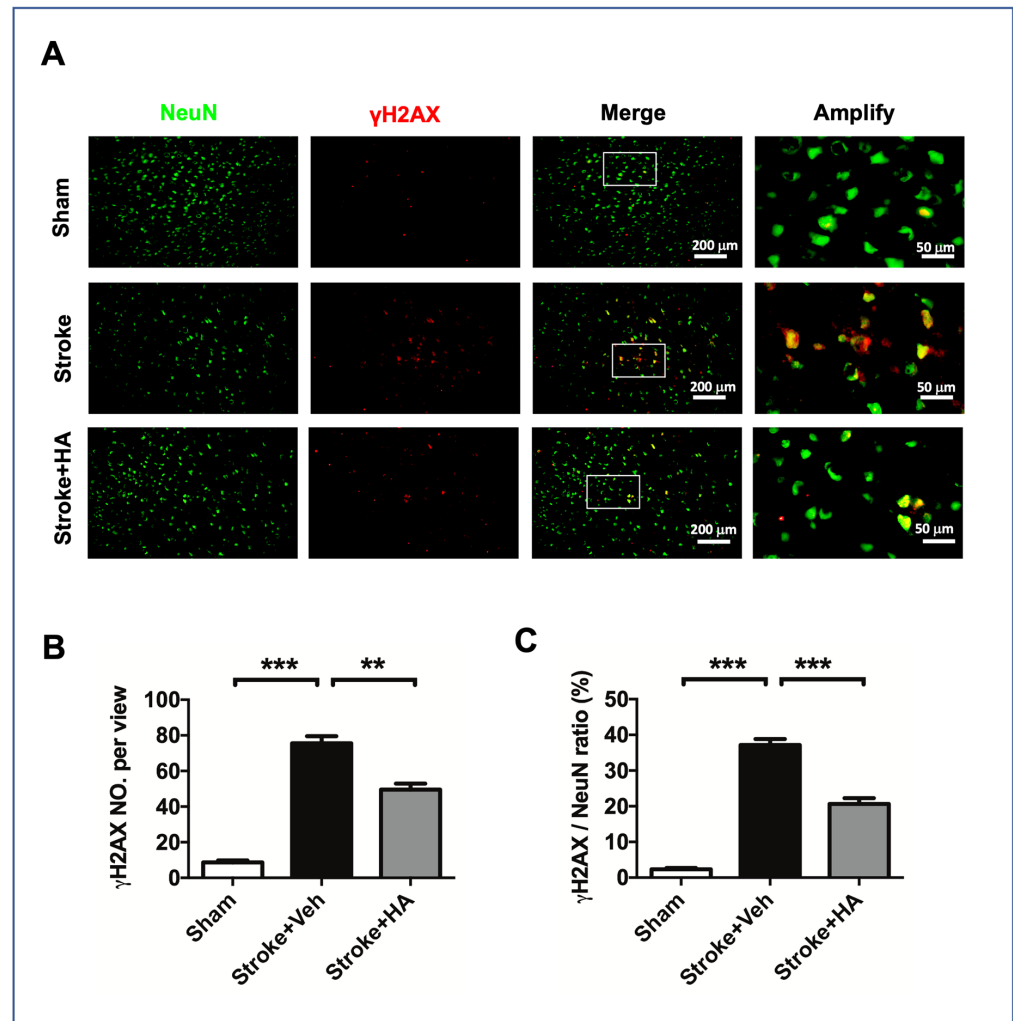 A
NeuN
γH2AX
Merge
Amplify
Sham
200 μm
50 μm
Stroke
200 μm
50 μm
Stroke+HA
200 μm
50 μm
B
*** **
γH2AX NO. per view
100
80
60
40
20
0
Sham
Stroke+Veh
Stroke+HA
C
*** ***
γH2AX / NeuN ratio (%)
50
40
30
20
10
0
Sham
Stroke+Veh
Stroke+HA